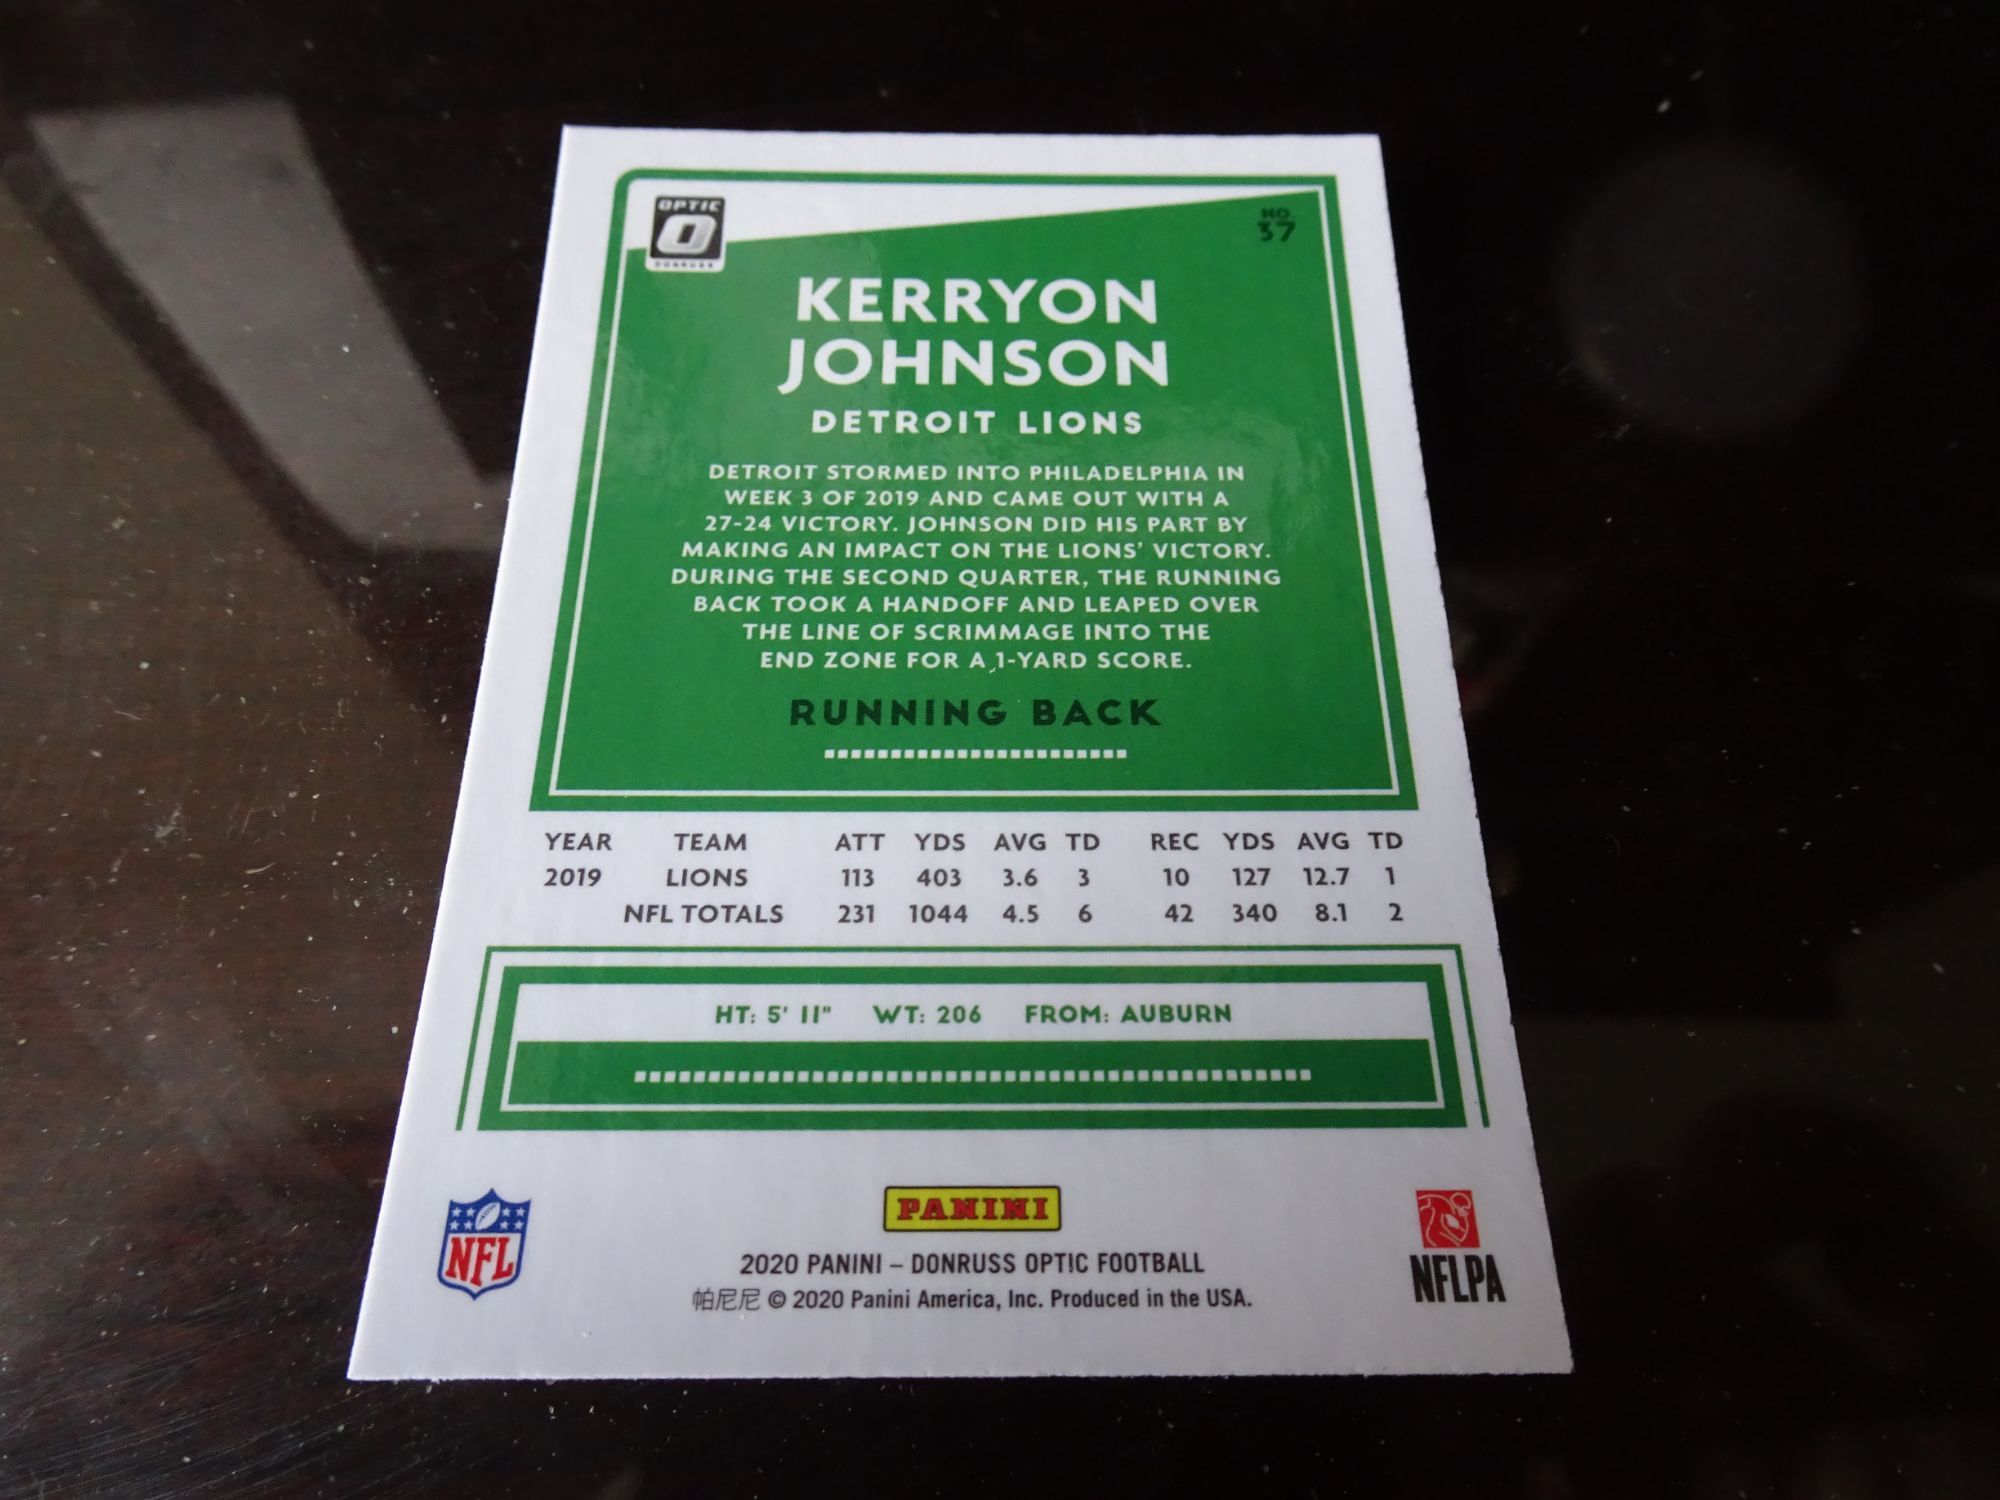 OPTIC
DONRUSS
NO.
37
KERRYON
JOHNSON
DETROIT LIONS
DETROIT STORMED INTO PHILADELPHIA IN
WEEK 3 OF 2019 AND CAME OUT WITH A
27-24 VICTORY. JOHNSON DID HIS PART BY
MAKING AN IMPACT ON THE LIONS' VICTORY.
DURING THE SECOND QUARTER, THE RUNNING
BACK TOOK A HANDOFF AND LEAPED OVER
THE LINE OF SCRIMMAGE INTO THE
END ZONE FOR A 1-YARD SCORE.
RUNNING BACK
YEAR TEAM ATT YDS AVG TD REC YDS AVG TD
2019 LIONS 113 403 3.6 3 10 127 12.7 1
NFL TOTALS 231 1044 4.5 6 42 340 8.1 2
HT: 5' 11" WT: 206 FROM: AUBURN
NFL
PANINI
NFLPA
2020 PANINI – DONRUSS OPTIC FOOTBALL
帕尼尼 © 2020 Panini America, Inc. Produced in the USA.